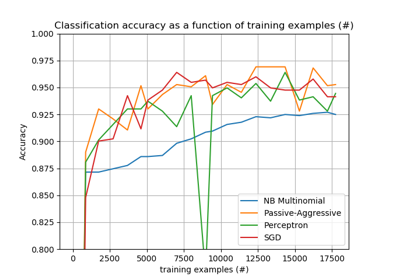 Classification accuracy as a function of training examples (#)
1.000
0.975
0.950
0.925
0.900
0.875
0.850
0.825
0.800
Accuracy
0
2500
5000
7500
10000
12500
15000
17500
training examples (#)
NB Multinomial
Passive-Aggressive
Perceptron
SGD